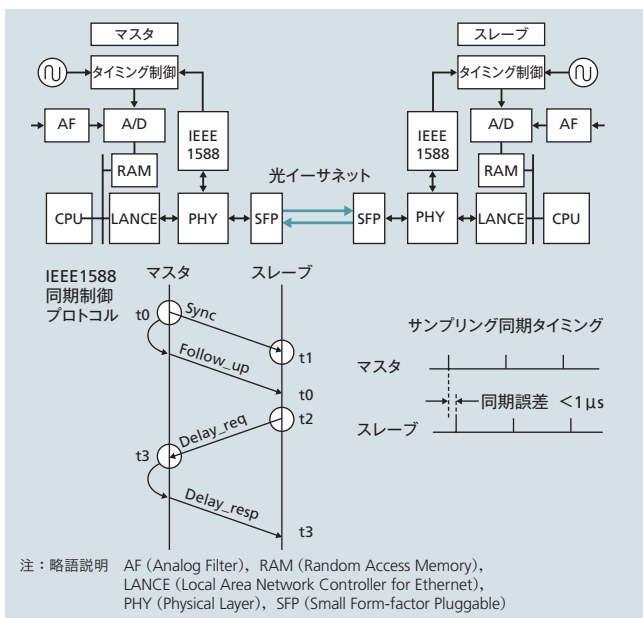 マスタ
スレーブ
タイミング制御
タイミング制御
AF
A/D
IEEE
1588
IEEE
1588
A/D
AF
RAM
RAM
光イーサネット
CPU
LANCE
PHY
SFP
SFP
PHY
LANCE
CPU
IEEE1588
同期制御
プロトコル
マスタ
スレーブ
t0
Sync
t1
Follow_up
t0
t2
Delay_req
t3
Delay_resp
t3
サンプリング同期タイミング
マスタ
同期誤差 <1μs
スレーブ
注:略語説明 AF(Analog Filter),RAM(Random Access Memory),
LANCE(Local Area Network Controller for Ethernet),
PHY(Physical Layer),SFP(Small Form-factor Pluggable)